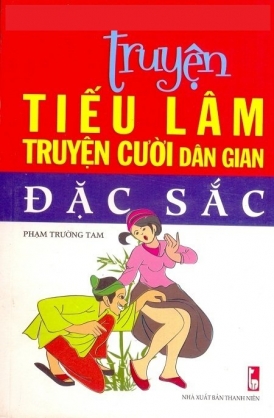 truyện
TIẾU LÂM
TRUYỆN CƯỜI DÂN GIAN
ĐẶC SẮC
PHẠM TRƯỜNG TAM
NHÀ XUẤT BẢN THANH NIÊN